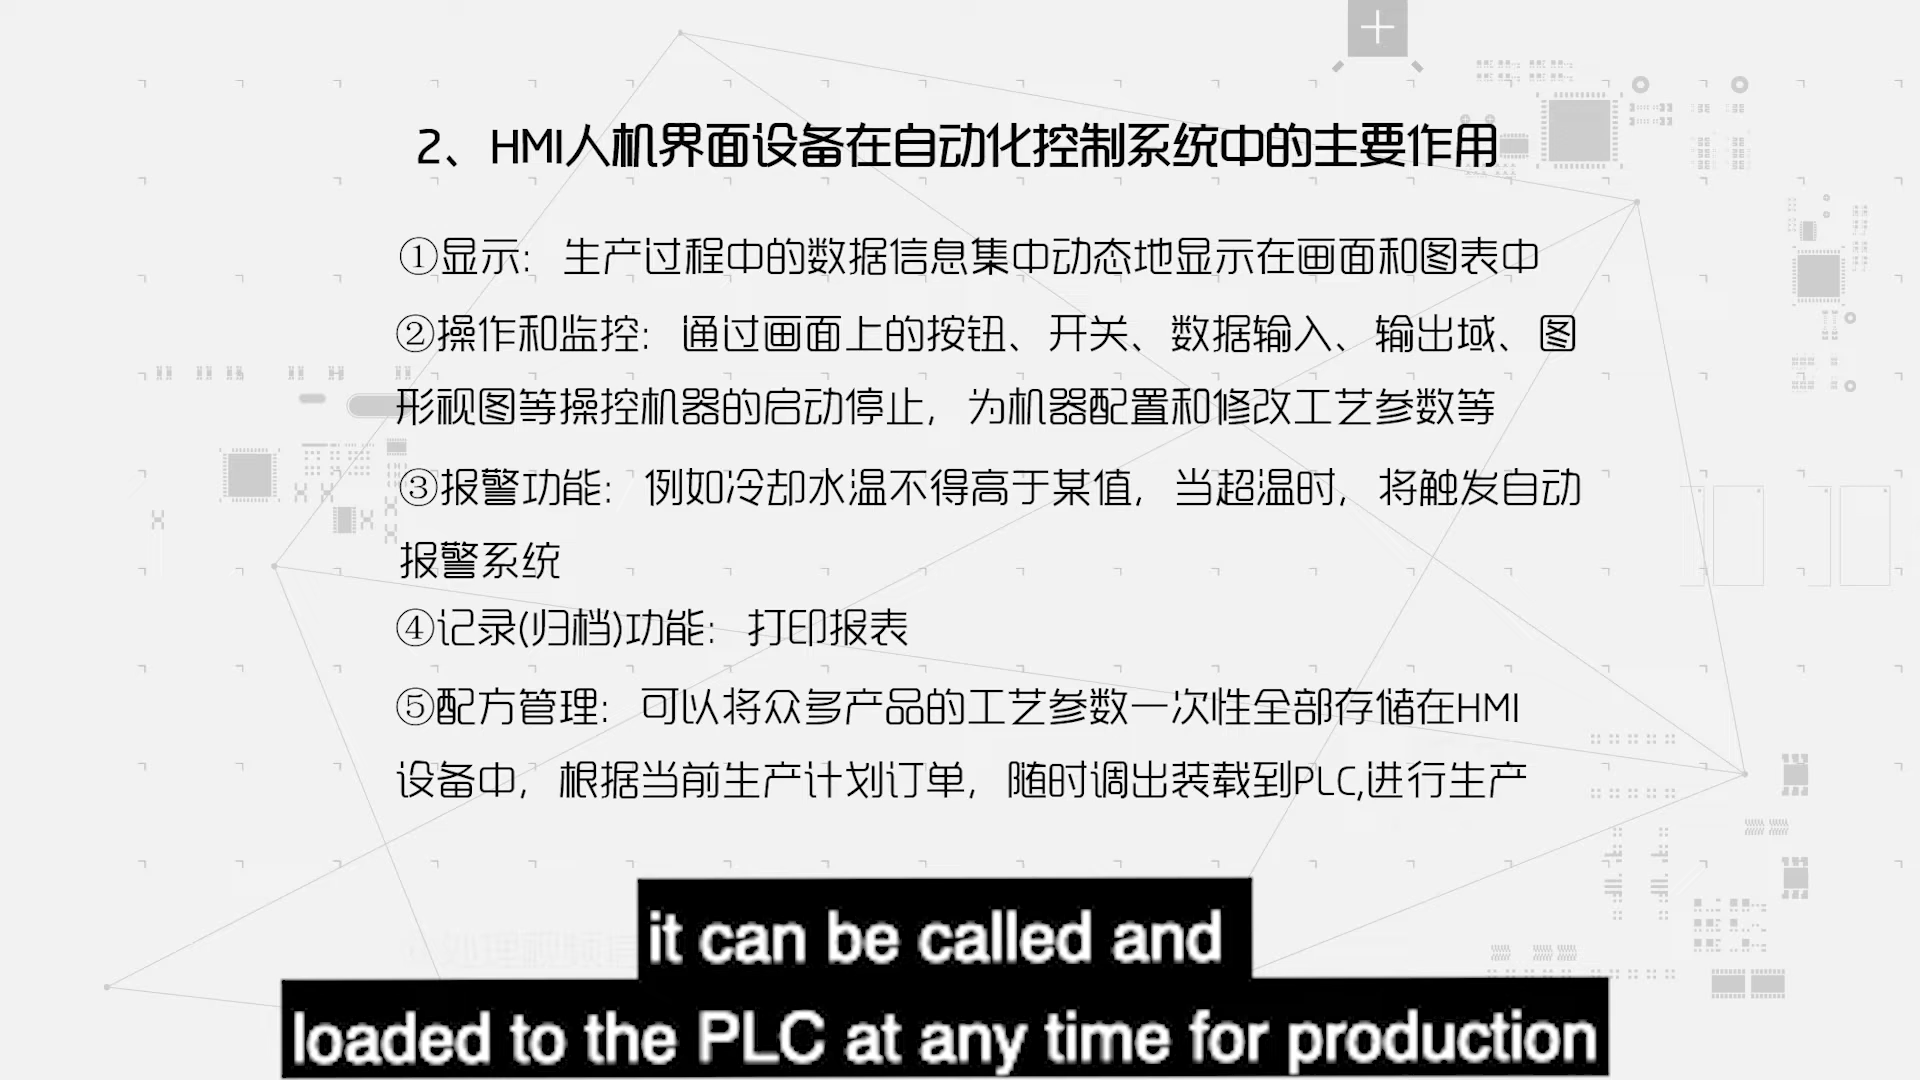 2、HMI人机界面设备在自动化控制系统中的主要作用
①显示：生产过程中的数据信息集中动态地显示在画面和图表中
②操作和监控：通过画面上的按钮、开关、数据输入、输出域、图
形视图等操控机器的启动停止，为机器配置和修改工艺参数等
③报警功能：例如冷却水温不得高于某值，当超温时，将触发自动
报警系统
④记录(归档)功能：打印报表
⑤配方管理：可以将众多产品的工艺参数一次性全部存储在HMI
设备中，根据当前生产计划订单，随时调出装载到PLC,进行生产
it can be called and
loaded to the PLC at any time for production